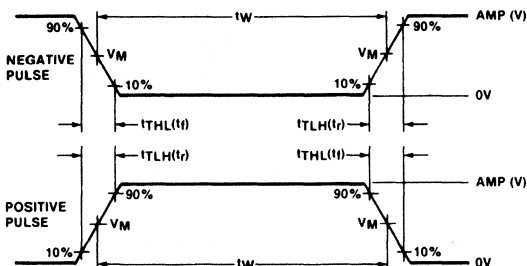 tW
90%
90%
AMP (V)
NEGATIVE
PULSE
VM
VM
10%
10%
0V
tTHL(tf)
tTLH(tr)
tTLH(tr)
tTHL(tf)
AMP (V)
POSITIVE
PULSE
90%
90%
VM
VM
10%
10%
tW